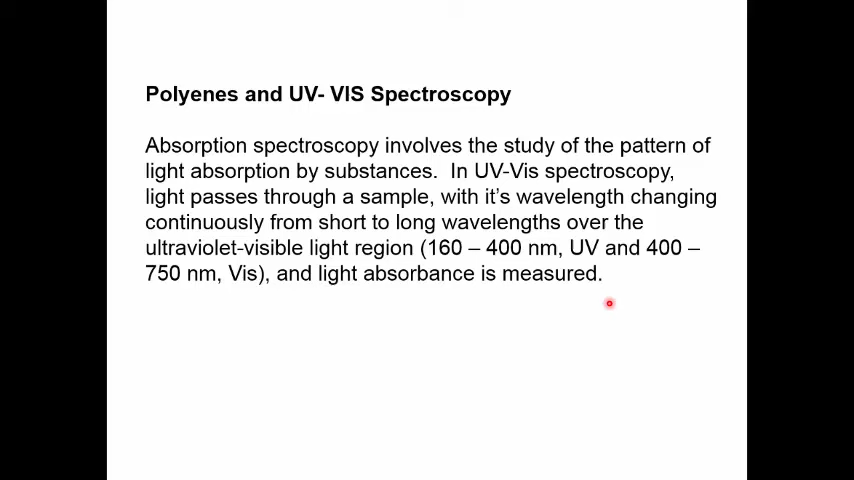 Polyenes and UV- VIS Spectroscopy
Absorption spectroscopy involves the study of the pattern of
light absorption by substances.  In UV-Vis spectroscopy,
light passes through a sample, with it’s wavelength changing
continuously from short to long wavelengths over the
ultraviolet-visible light region (160 – 400 nm, UV and 400 –
750 nm, Vis), and light absorbance is measured.